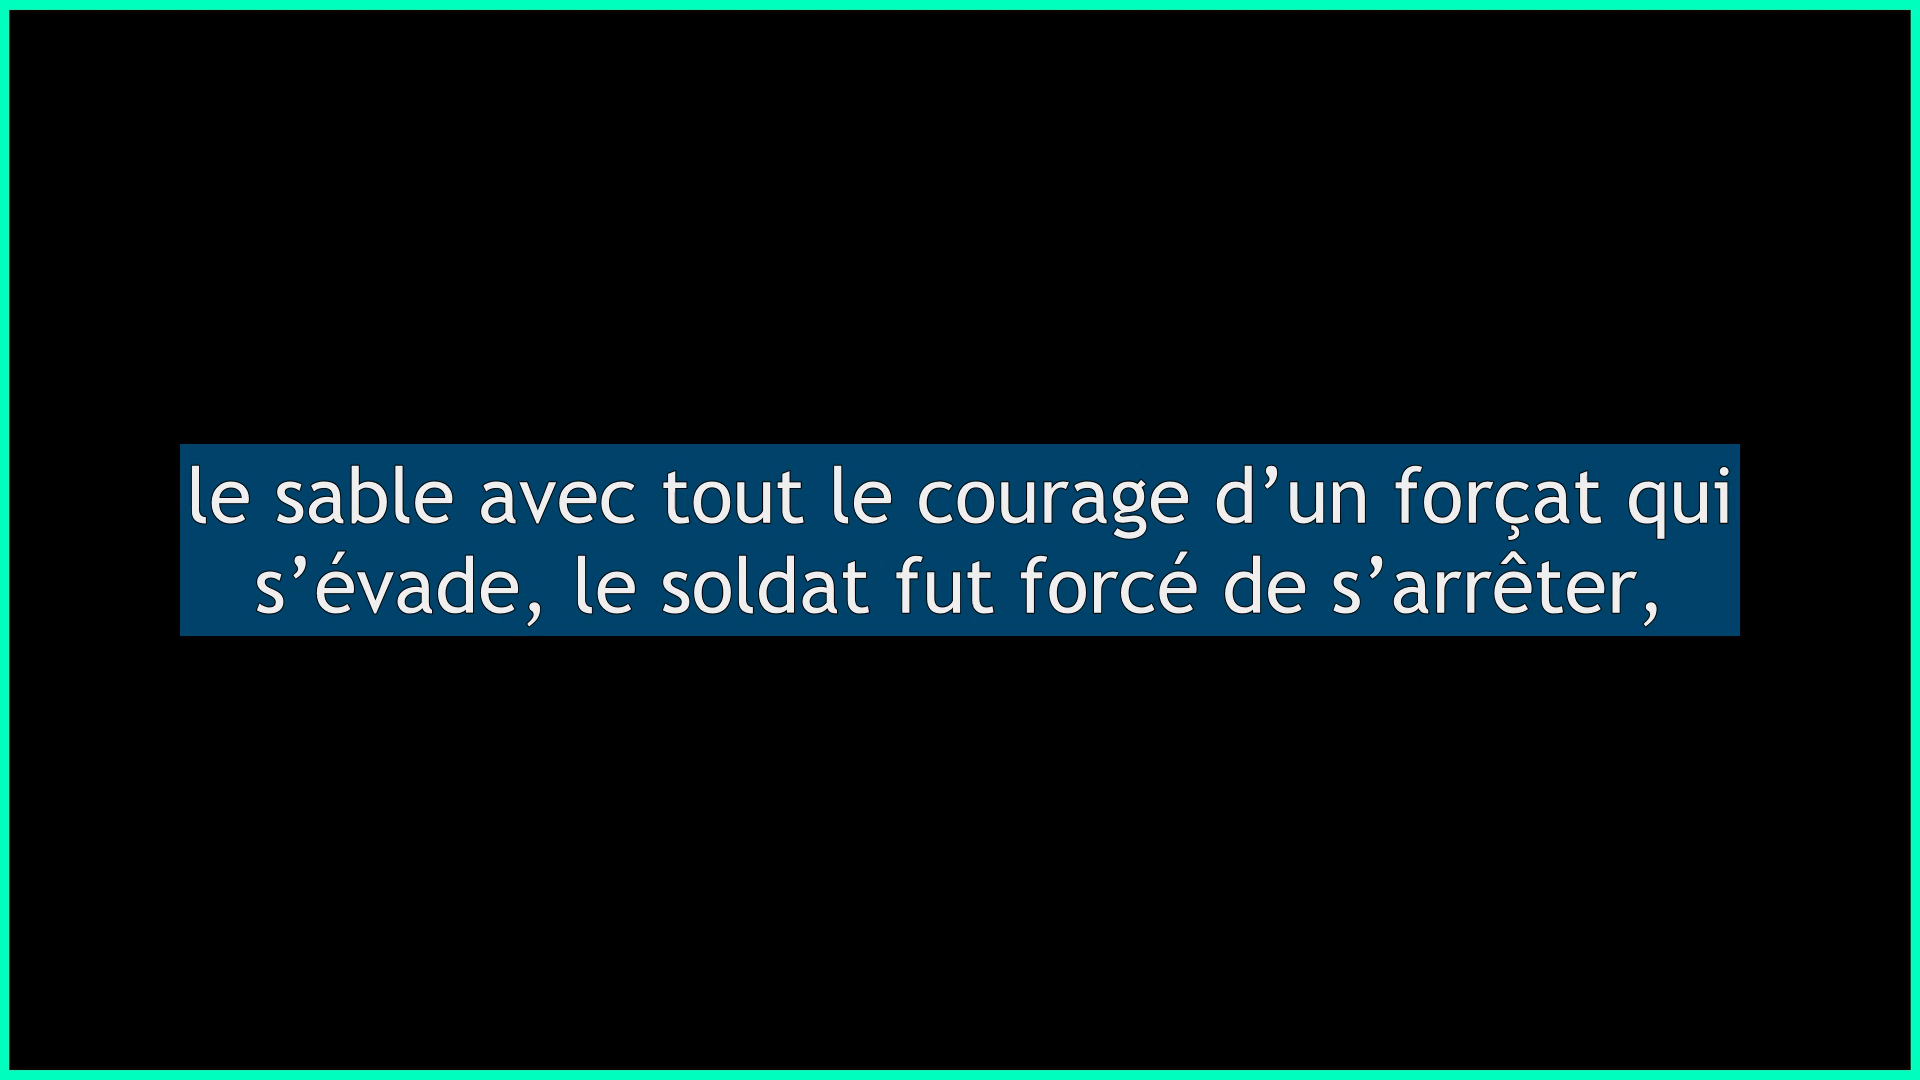 le sable avec tout le courage d’un forçat qui
s’évade, le soldat fut forcé de s’arrêter,